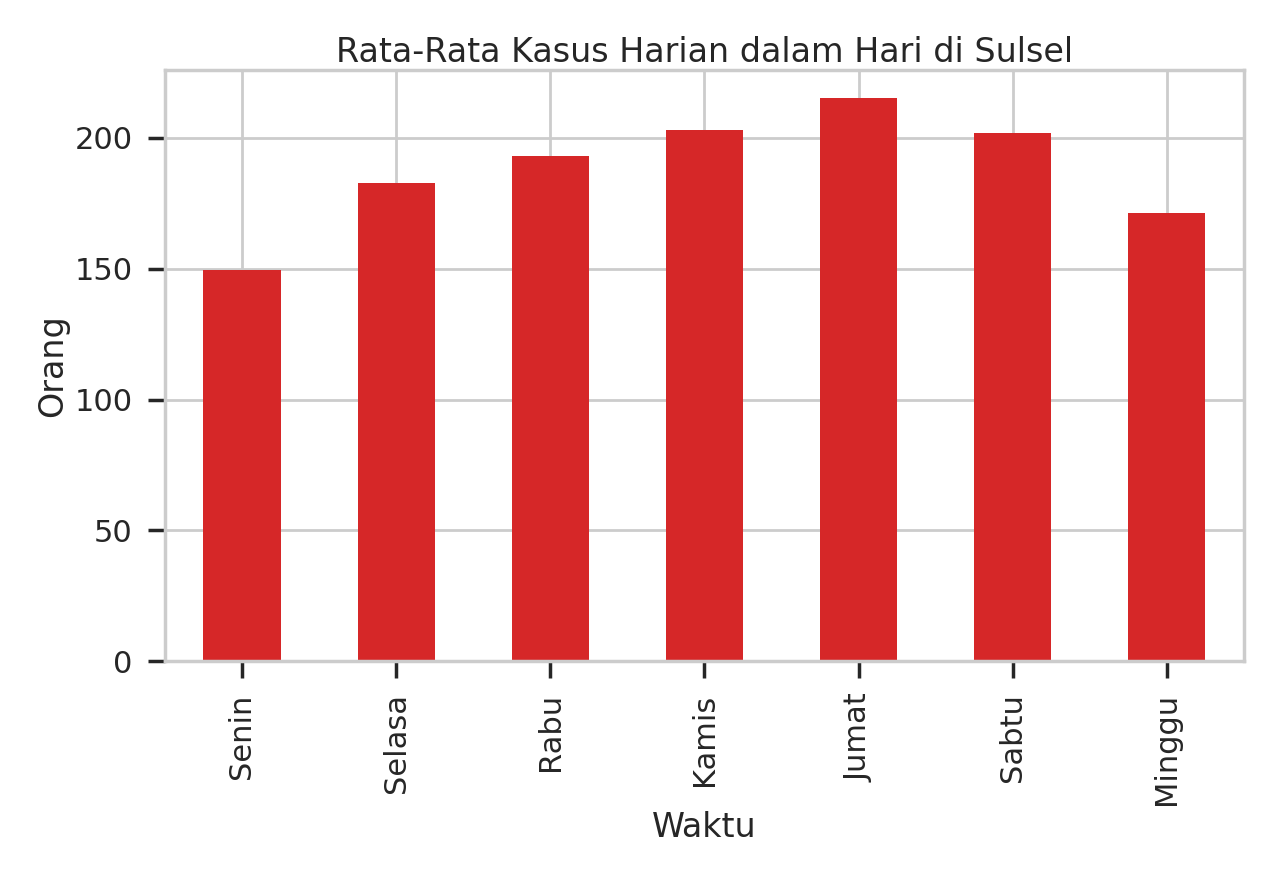 Rata-Rata Kasus Harian dalam Hari di Sulsel
Orang
200
150
100
50
0
Senin
Selasa
Rabu
Kamis
Jumat
Sabtu
Minggu
Waktu